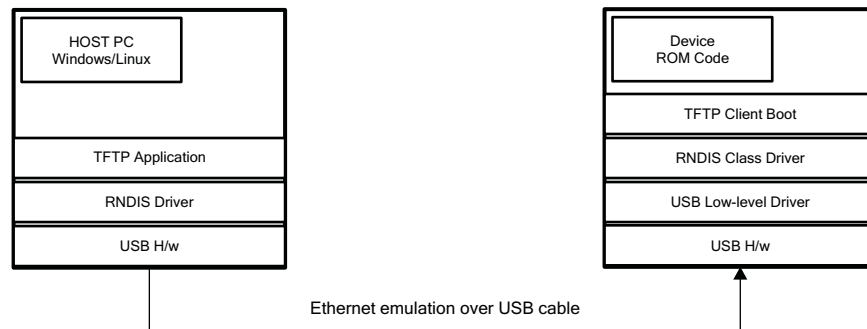 HOST PC
Windows/Linux
TFTP Application
RNDIS Driver
USB H/w
Device
ROM Code
TFTP Client Boot
RNDIS Class Driver
USB Low-level Driver
USB H/w
Ethernet emulation over USB cable